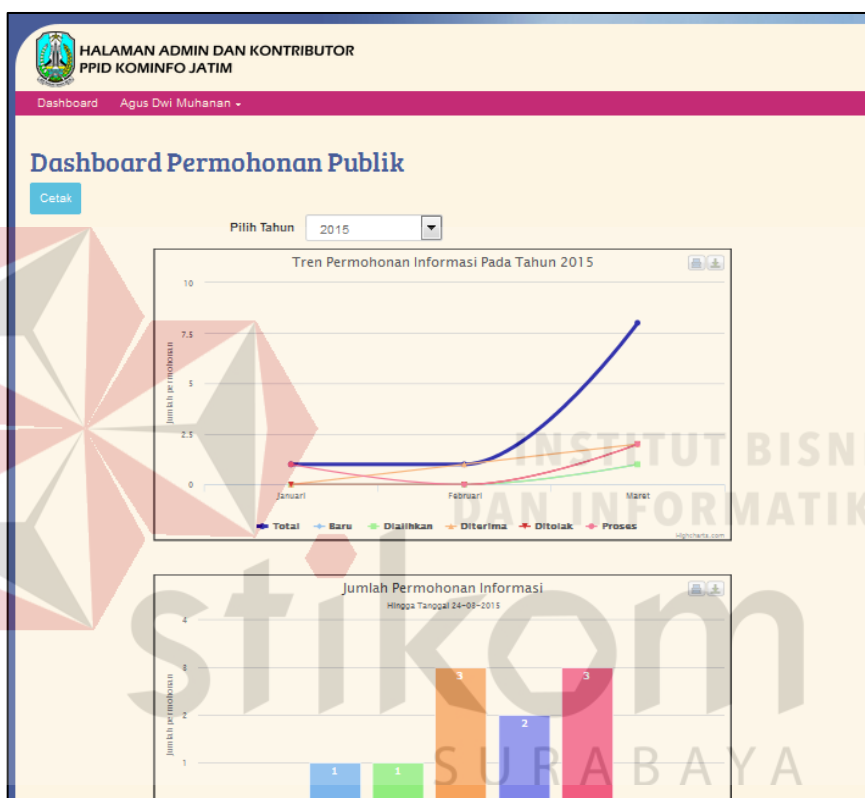 HALAMAN ADMIN DAN KONTRIBUTOR
PPID KOMINFO JATIM
Dashboard Agus Dwi Muhanan
Dashboard Permohonan Publik
Cetak
Pilih Tahun 2015
Tren Permohonan Informasi Pada Tahun 2015
10
7.5
5
2.5
0
Jumlah permohonan
Januari Februari Maret
Total Baru Dialihkan Diterima Ditolak Proses
Highcharts.com
INSTITUT BISN
DAN INFORMATIK
stikom
SURABAYA
Jumlah Permohonan Informasi
Hingga Tanggal 24-03-2015
4
3
2
1
Jumlah permohonan
1 1 3 2 3